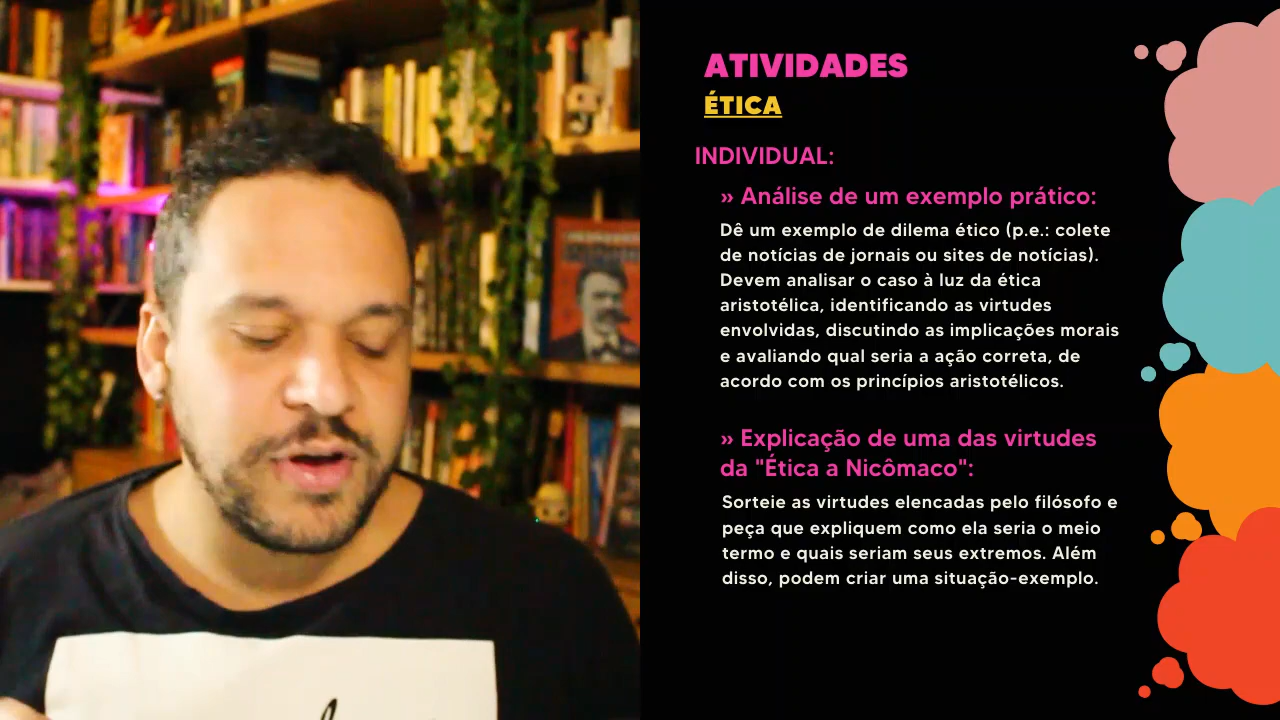 ATIVIDADES
ÉTICA
INDIVIDUAL:
» Análise de um exemplo prático:
Dê um exemplo de dilema ético (p.e.: colete
de notícias de jornais ou sites de notícias).
Devem analisar o caso à luz da ética
aristotélica, identificando as virtudes
envolvidas, discutindo as implicações morais
e avaliando qual seria a ação correta, de
acordo com os princípios aristotélicos.
» Explicação de uma das virtudes
da "Ética a Nicômaco":
Sorteie as virtudes elencadas pelo filósofo e
peça que expliquem como ela seria o meio
termo e quais seriam seus extremos. Além
disso, podem criar uma situação-exemplo.